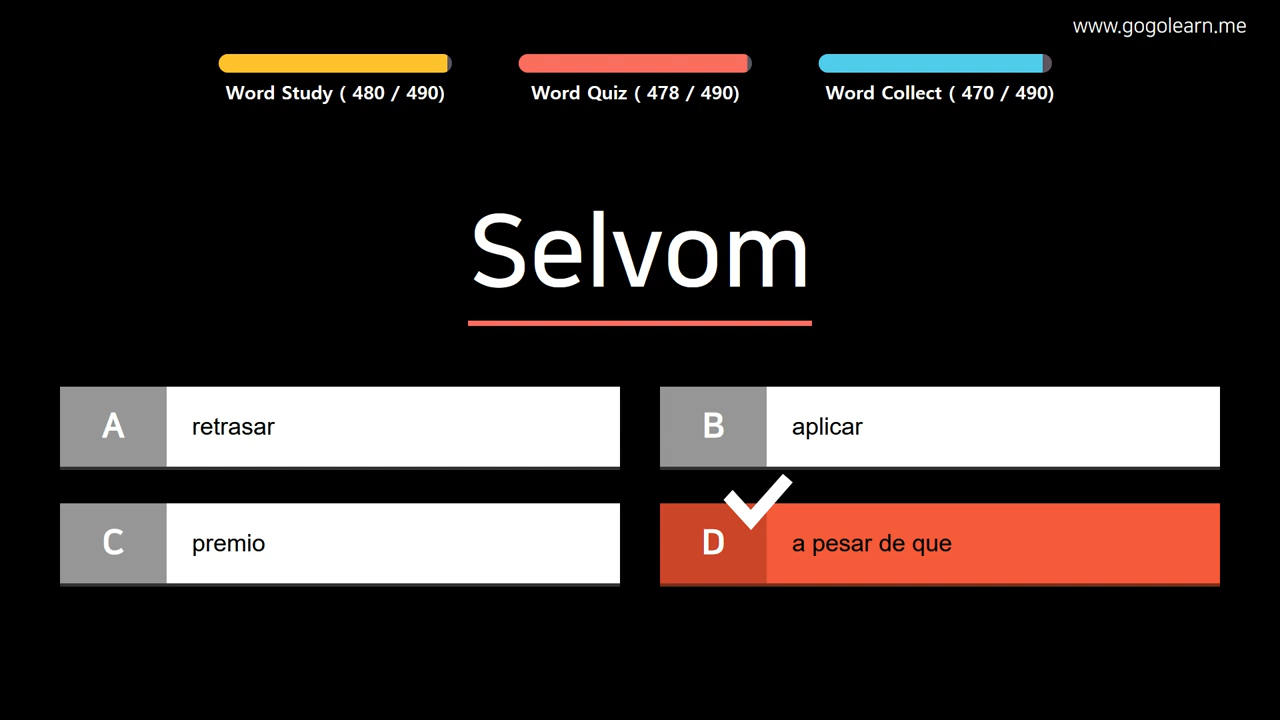 www.gogolearn.me
Word Study ( 480 / 490)
Word Quiz ( 478 / 490)
Word Collect ( 470 / 490)
Selvom
A retrasar
B aplicar
C premio
D a pesar de que